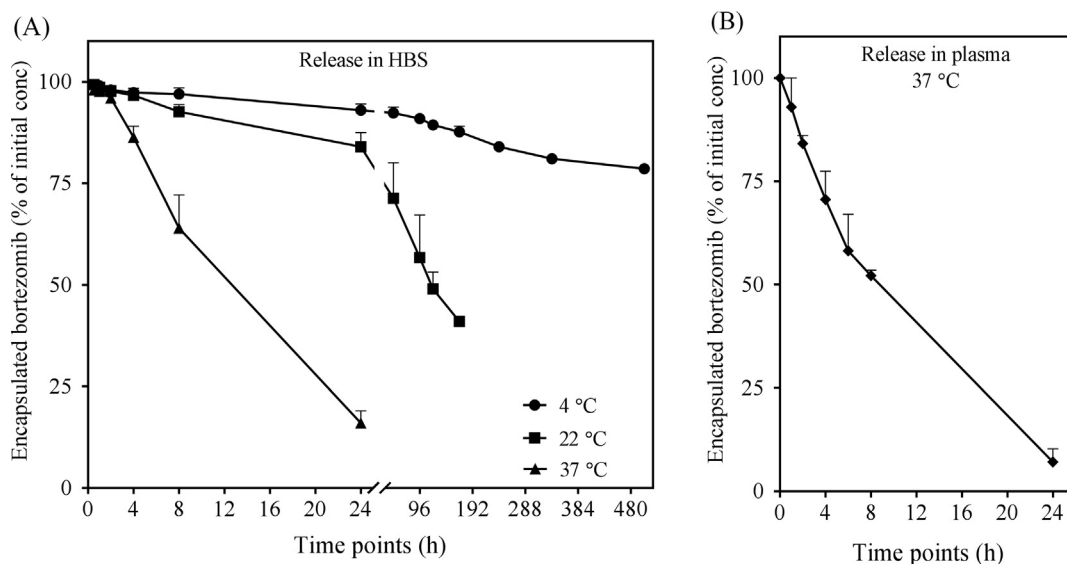 (A)
Release in HBS
Encapsulated bortezomib (% of initial conc)
100
75
50
25
0
4 °C
22 °C
37 °C
0 4 8 12 16 20 24 96 192 288 384 480
Time points (h)
(B)
Release in plasma
37 °C
Encapsulated bortezomib (% of initial conc)
100
75
50
25
0
0 4 8 12 16 20 24
Time points (h)